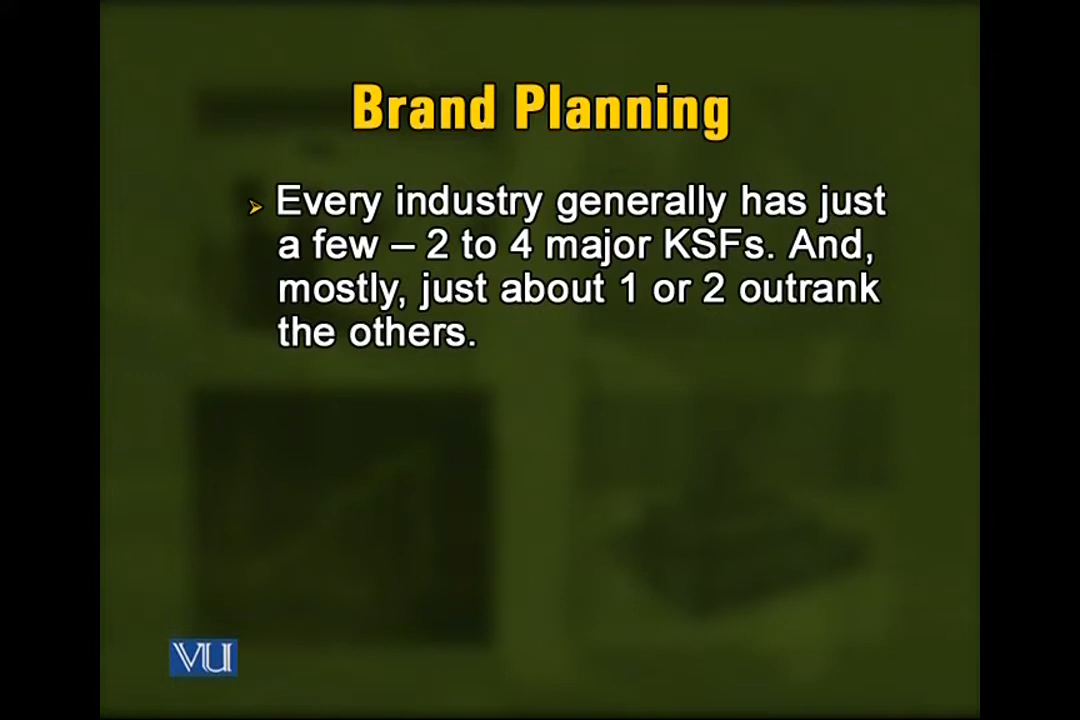 Brand Planning
➢ Every industry generally has just
a few – 2 to 4 major KSFs. And,
mostly, just about 1 or 2 outrank
the others.
VU